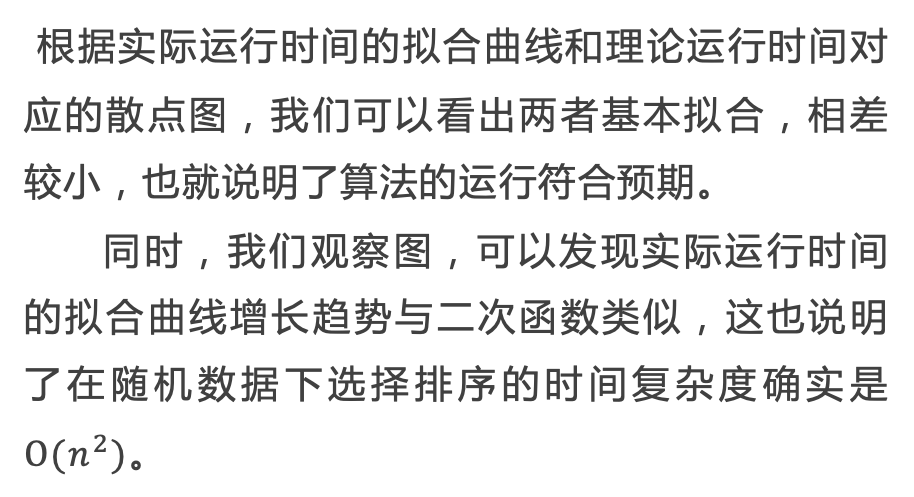 根据实际运行时间的拟合曲线和理论运行时间对
应的散点图，我们可以看出两者基本拟合，相差
较小，也就说明了算法的运行符合预期。
同时，我们观察图，可以发现实际运行时间
的拟合曲线增长趋势与二次函数类似，这也说明
了在随机数据下选择排序的时间复杂度确实是
O(n²)。